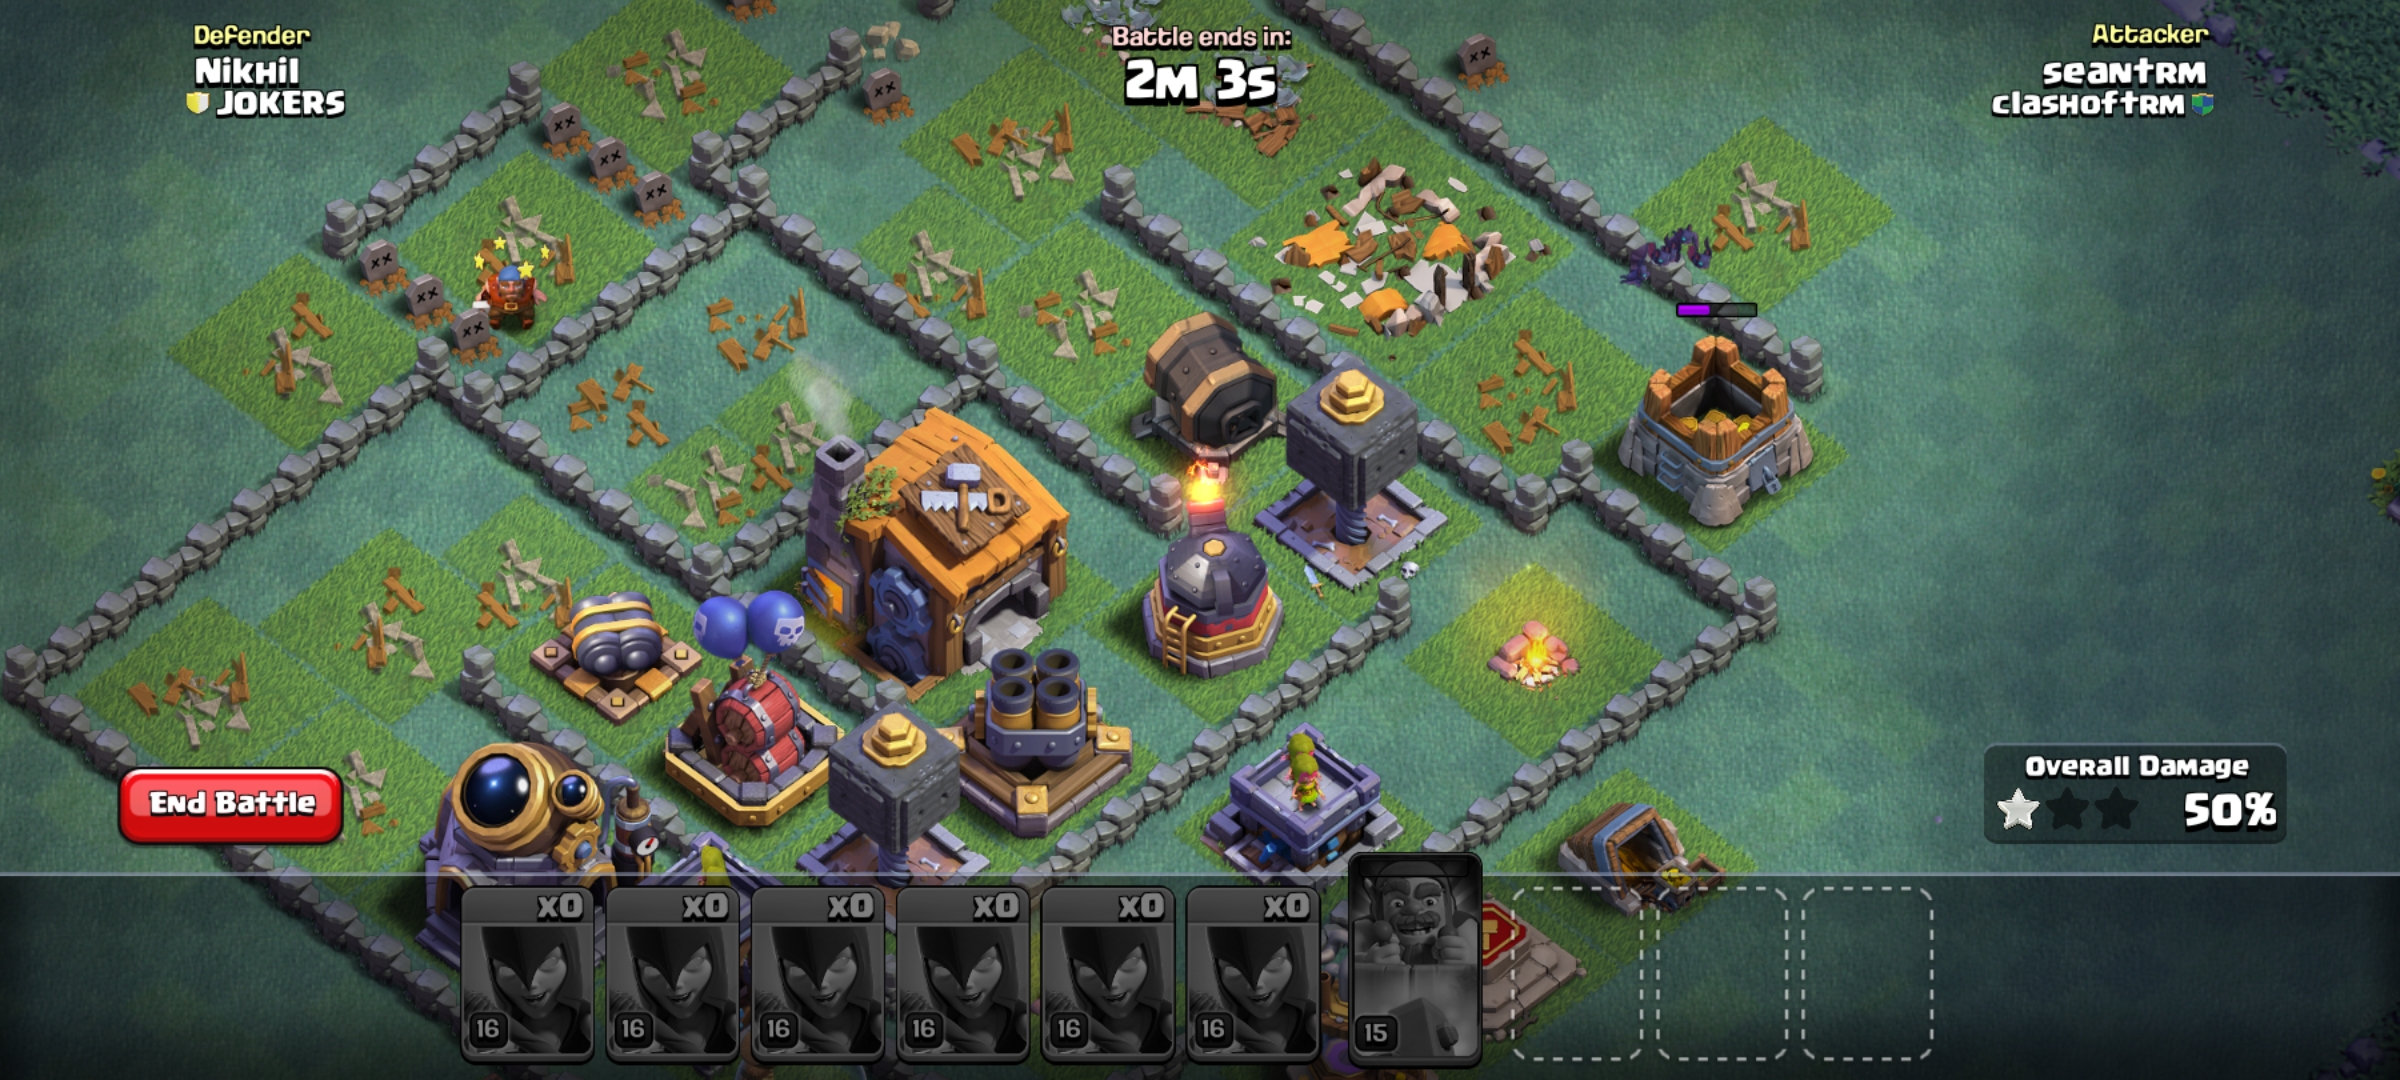 Defender
Nikhil
JOKERS
Battle ends in:
2M 3s
Attacker
seantRM
clashoftRM
End Battle
Overall Damage
50%
x0
x0
x0
x0
x0
x0
16
16
16
16
16
16
15